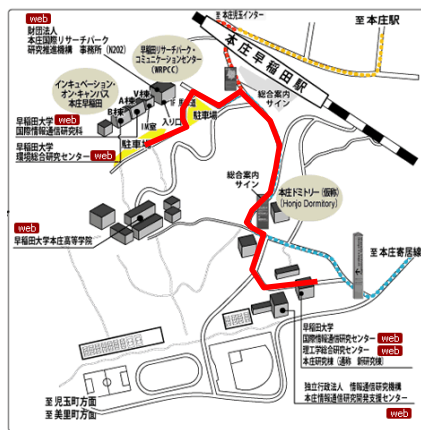 web
財団法人
本庄国際リサーチパーク
研究推進機構 事務所(N202)
早稲田リサーチパーク・
コミュニケーションセンター
(WRPCC)
至 本庄児玉インター
至 本庄駅
本庄早稲田駅
インキュベーション・
オン・キャンパス
本庄早稲田
V棟
A棟
B棟
IM室
入り口
駐車場
駐車場
総合案内
サイン
web
早稲田大学
国際情報通信研究科
早稲田大学
環境総合研究センター
web
総合案内
サイン
本庄ドミトリー(仮称)
(Honjo Dormitory)
web
早稲田大学本庄高等学院
至 本庄寄居線
早稲田大学
国際情報通信研究センター
web
理工学総合研究センター
web
本庄研究棟(通称 新研究棟)
独立行政法人 情報通信研究機構
本庄情報通信研究開発支援センター
web
至 児玉町方面
至 美里町方面